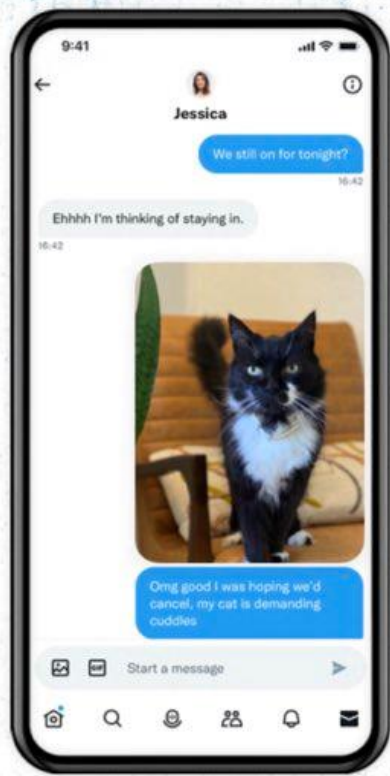 9:41
Jessica
We still on for tonight?
16:42
Ehhhh I'm thinking of staying in.
16:42
Omg good I was hoping we'd
cancel, my cat is demanding
cuddles
GIF
Start a message